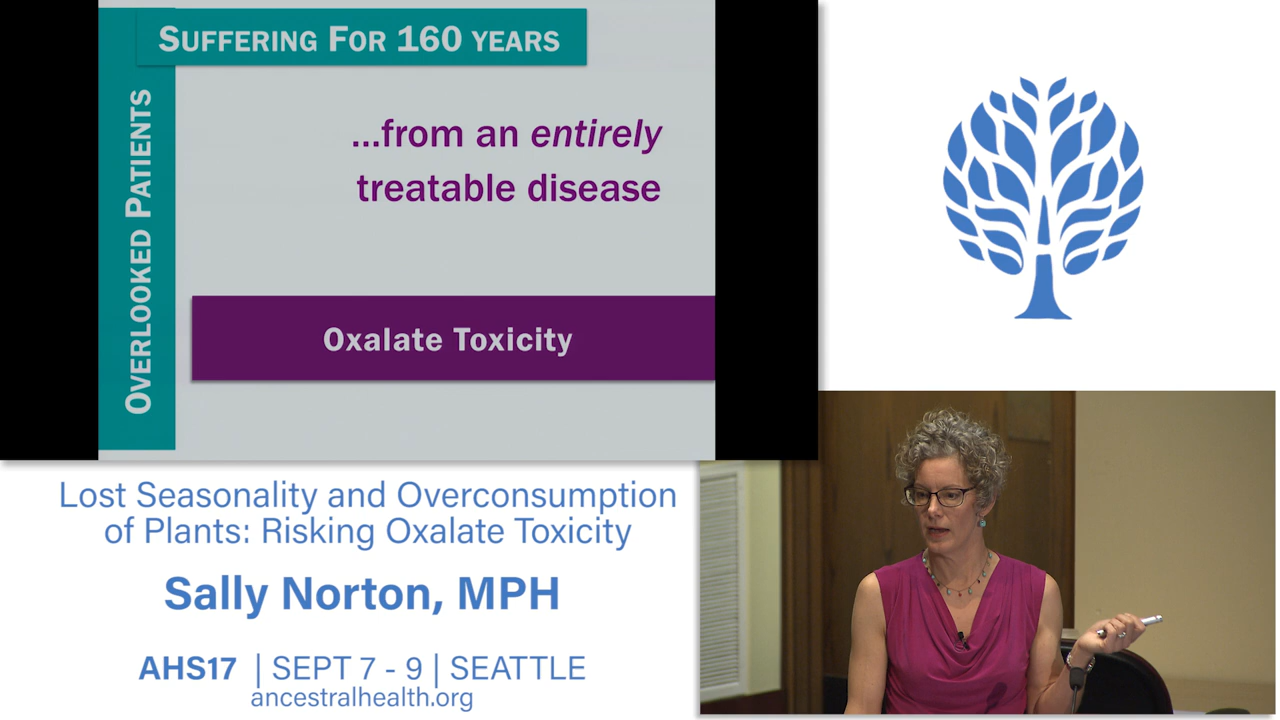 SUFFERING FOR 160 YEARS
OVERLOOKED PATIENTS
...from an entirely
treatable disease
Oxalate Toxicity
Lost Seasonality and Overconsumption
of Plants: Risking Oxalate Toxicity
Sally Norton, MPH
AHS17 | SEPT 7 - 9 | SEATTLE
ancestralhealth.org